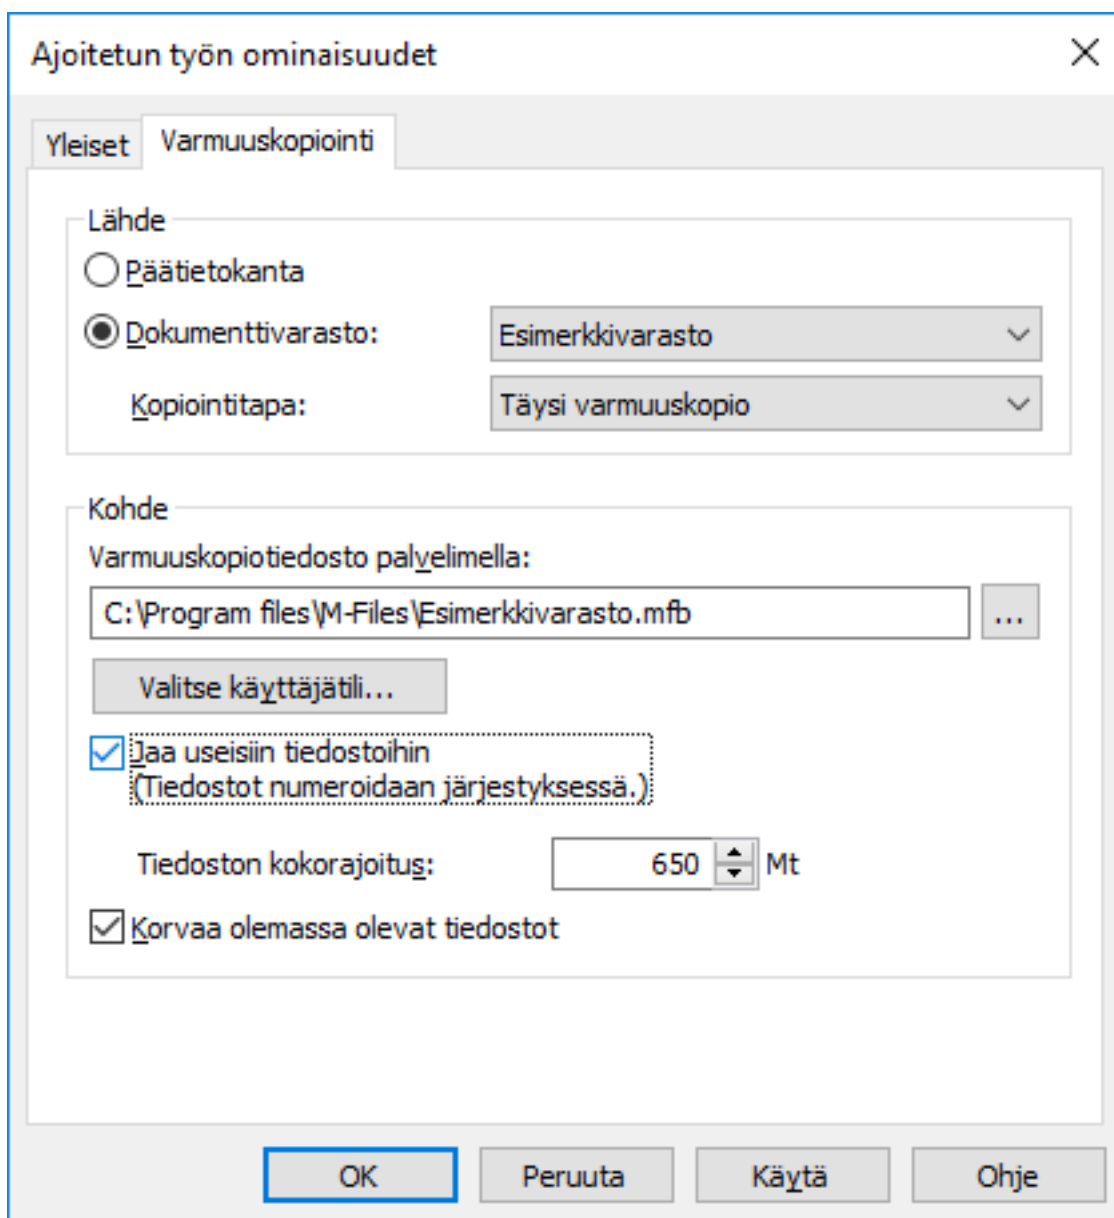 Ajoitetun työn ominaisuudet
Yleiset Varmuuskopiointi
Lähde
Päätietokanta
Dokumenttivarasto: Esimerkkivarasto
Kopiointitapa: Täysi varmuuskopio
Kohde
Varmuuskopiotiedosto palvelimella:
C:\Program files\M-Files\Esimerkkivarasto.mfb ...
Valitse käyttäjätili...
Jaa useisiin tiedostoihin
(Tiedostot numeroidaan järjestyksessä.)
Tiedoston kokorajoitus: 650 Mt
Korvaa olemassa olevat tiedostot
OK Peruuta Käytä Ohje